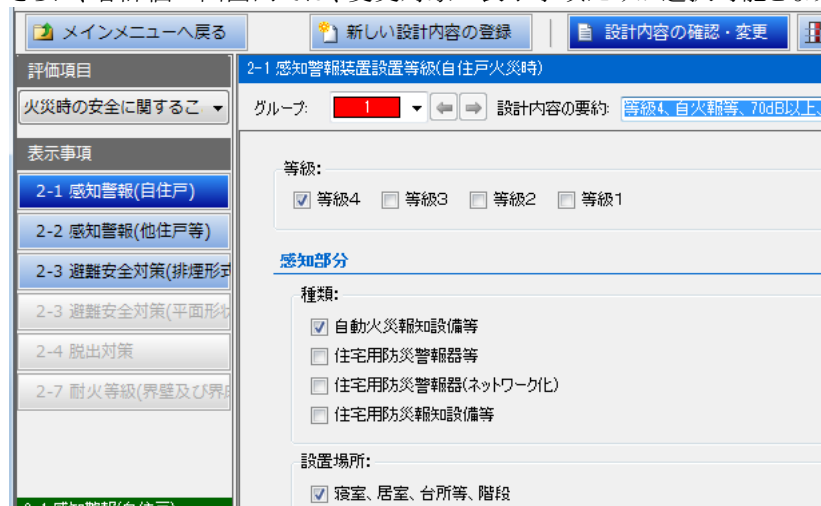 メインメニューへ戻る
新しい設計内容の登録
設計内容の確認・変更
評価項目
火災時の安全に関するこ
表示事項
2-1 感知警報(自住戸)
2-2 感知警報(他住戸等)
2-3 避難安全対策(排煙形式
2-3 避難安全対策(平面形状
2-4 脱出対策
2-7 耐火等級(界壁及び界床
2-1 感知警報装置設置等級(自住戸火災時)
グループ: 1 設計内容の要約: 等級4、自火報等、70dB以上、
等級:
等級4 等級3 等級2 等級1
感知部分
種類:
自動火災報知設備等
住宅用防災警報器等
住宅用防災警報器(ネットワーク化)
住宅用防災報知設備等
設置場所:
寝室、居室、台所等、階段